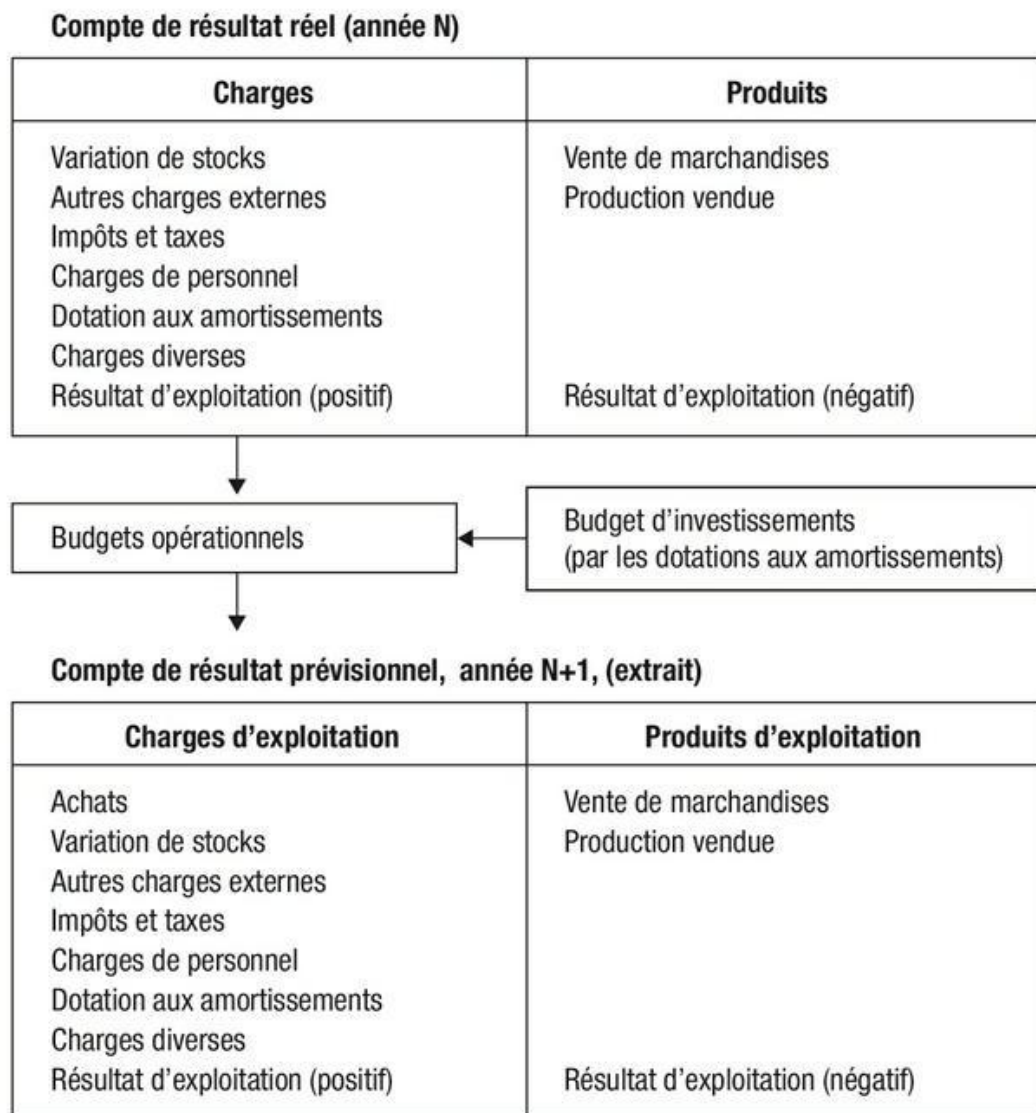 Compte de résultat réel (année N)
Charges
Produits
Variation de stocks
Autres charges externes
Impôts et taxes
Charges de personnel
Dotation aux amortissements
Charges diverses
Résultat d'exploitation (positif)
Vente de marchandises
Production vendue
Résultat d'exploitation (négatif)
Budgets opérationnels
Budget d'investissements
(par les dotations aux amortissements)
Compte de résultat prévisionnel, année N+1, (extrait)
Charges d'exploitation
Produits d'exploitation
Achats
Variation de stocks
Autres charges externes
Impôts et taxes
Charges de personnel
Dotation aux amortissements
Charges diverses
Résultat d'exploitation (positif)
Vente de marchandises
Production vendue
Résultat d'exploitation (négatif)